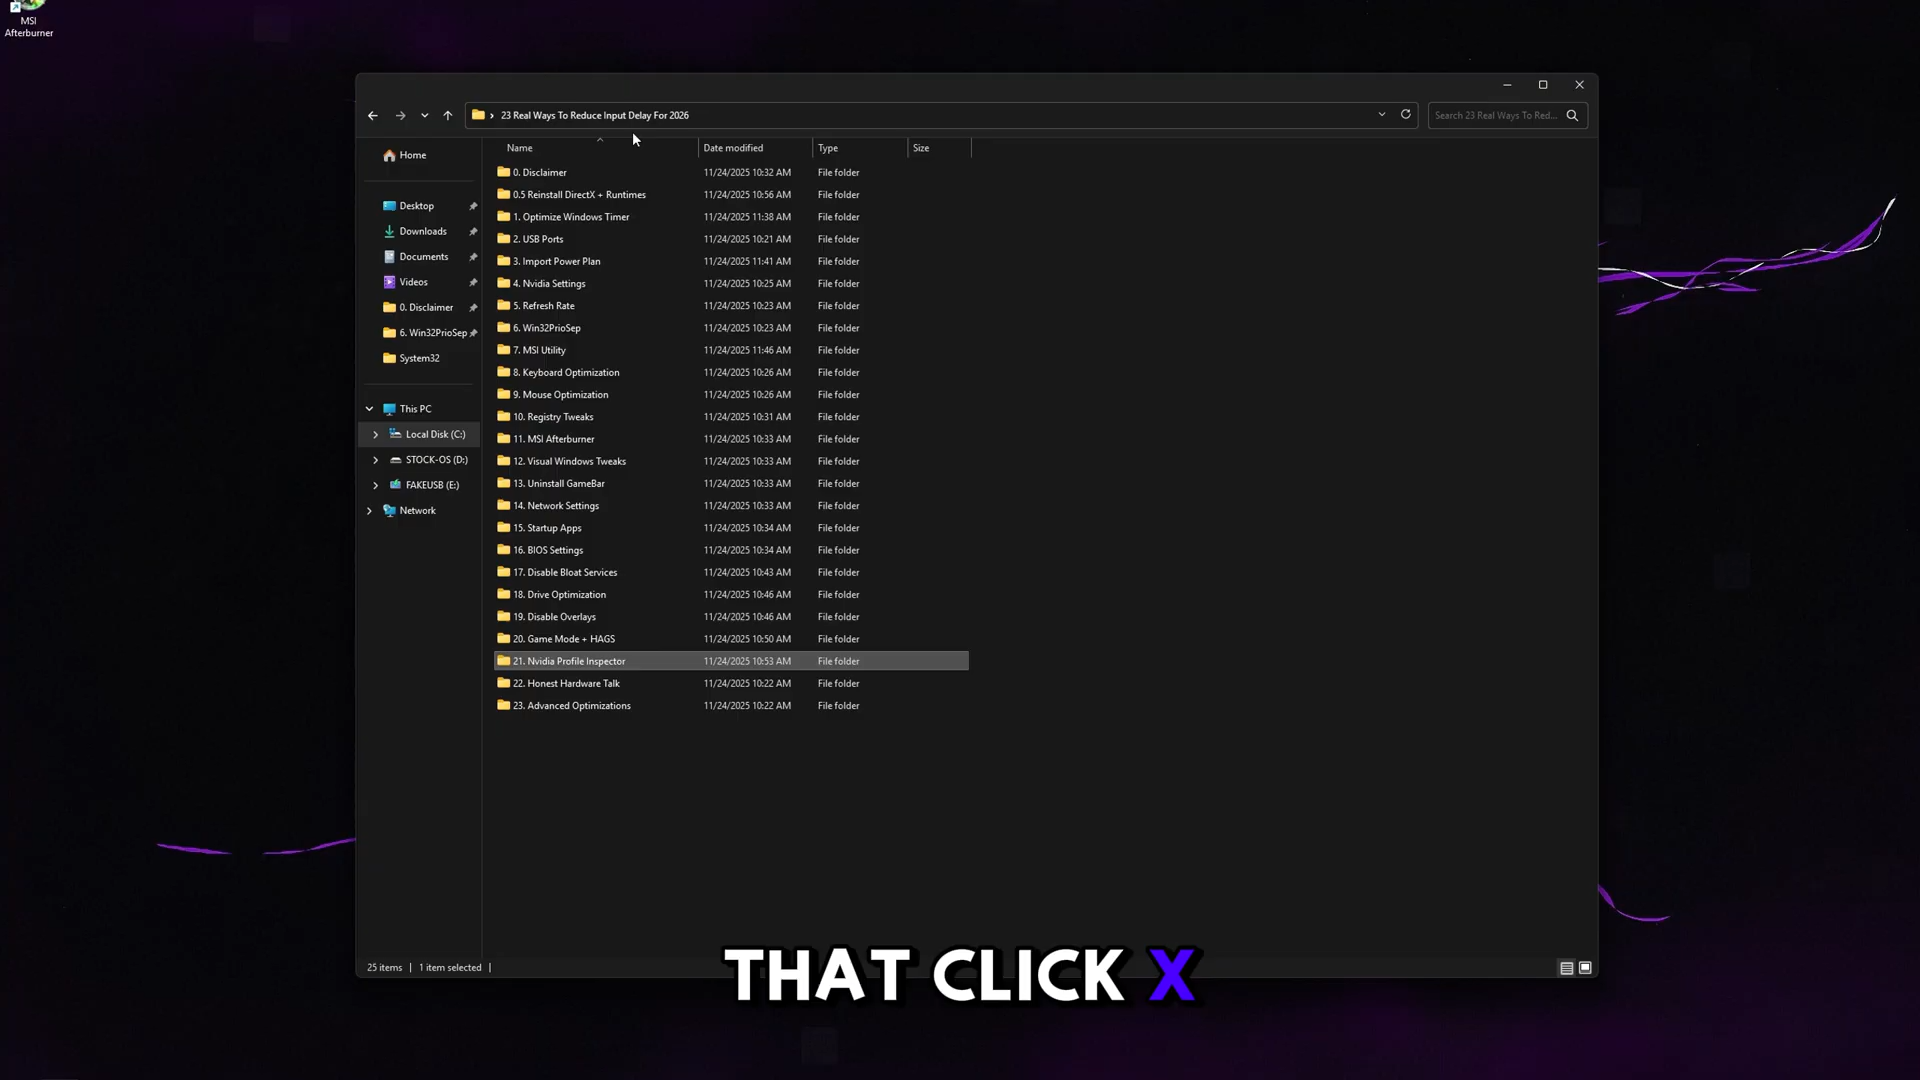 MSI
Afterburner
23 Real Ways To Reduce Input Delay For 2026
Search 23 Real Ways To Red...
Home
Desktop
Downloads
Documents
Videos
0. Disclaimer
6. Win32PrioSep
System32
This PC
Local Disk (C:)
STOCK-OS (D:)
FAKEUSB (E:)
Network
Name Date modified Type Size
0. Disclaimer 11/24/2025 10:32 AM File folder
0.5 Reinstall DirectX + Runtimes 11/24/2025 10:56 AM File folder
1. Optimize Windows Timer 11/24/2025 11:38 AM File folder
2. USB Ports 11/24/2025 10:21 AM File folder
3. Import Power Plan 11/24/2025 11:41 AM File folder
4. Nvidia Settings 11/24/2025 10:25 AM File folder
5. Refresh Rate 11/24/2025 10:23 AM File folder
6. Win32PrioSep 11/24/2025 10:23 AM File folder
7. MSI Utility 11/24/2025 11:46 AM File folder
8. Keyboard Optimization 11/24/2025 10:26 AM File folder
9. Mouse Optimization 11/24/2025 10:26 AM File folder
10. Registry Tweaks 11/24/2025 10:31 AM File folder
11. MSI Afterburner 11/24/2025 10:33 AM File folder
12. Visual Windows Tweaks 11/24/2025 10:33 AM File folder
13. Uninstall GameBar 11/24/2025 10:33 AM File folder
14. Network Settings 11/24/2025 10:33 AM File folder
15. Startup Apps 11/24/2025 10:34 AM File folder
16. BIOS Settings 11/24/2025 10:34 AM File folder
17. Disable Bloat Services 11/24/2025 10:43 AM File folder
18. Drive Optimization 11/24/2025 10:46 AM File folder
19. Disable Overlays 11/24/2025 10:46 AM File folder
20. Game Mode + HAGS 11/24/2025 10:50 AM File folder
21. Nvidia Profile Inspector 11/24/2025 10:53 AM File folder
22. Honest Hardware Talk 11/24/2025 10:22 AM File folder
23. Advanced Optimizations 11/24/2025 10:22 AM File folder
25 items 1 item selected
THAT CLICK X